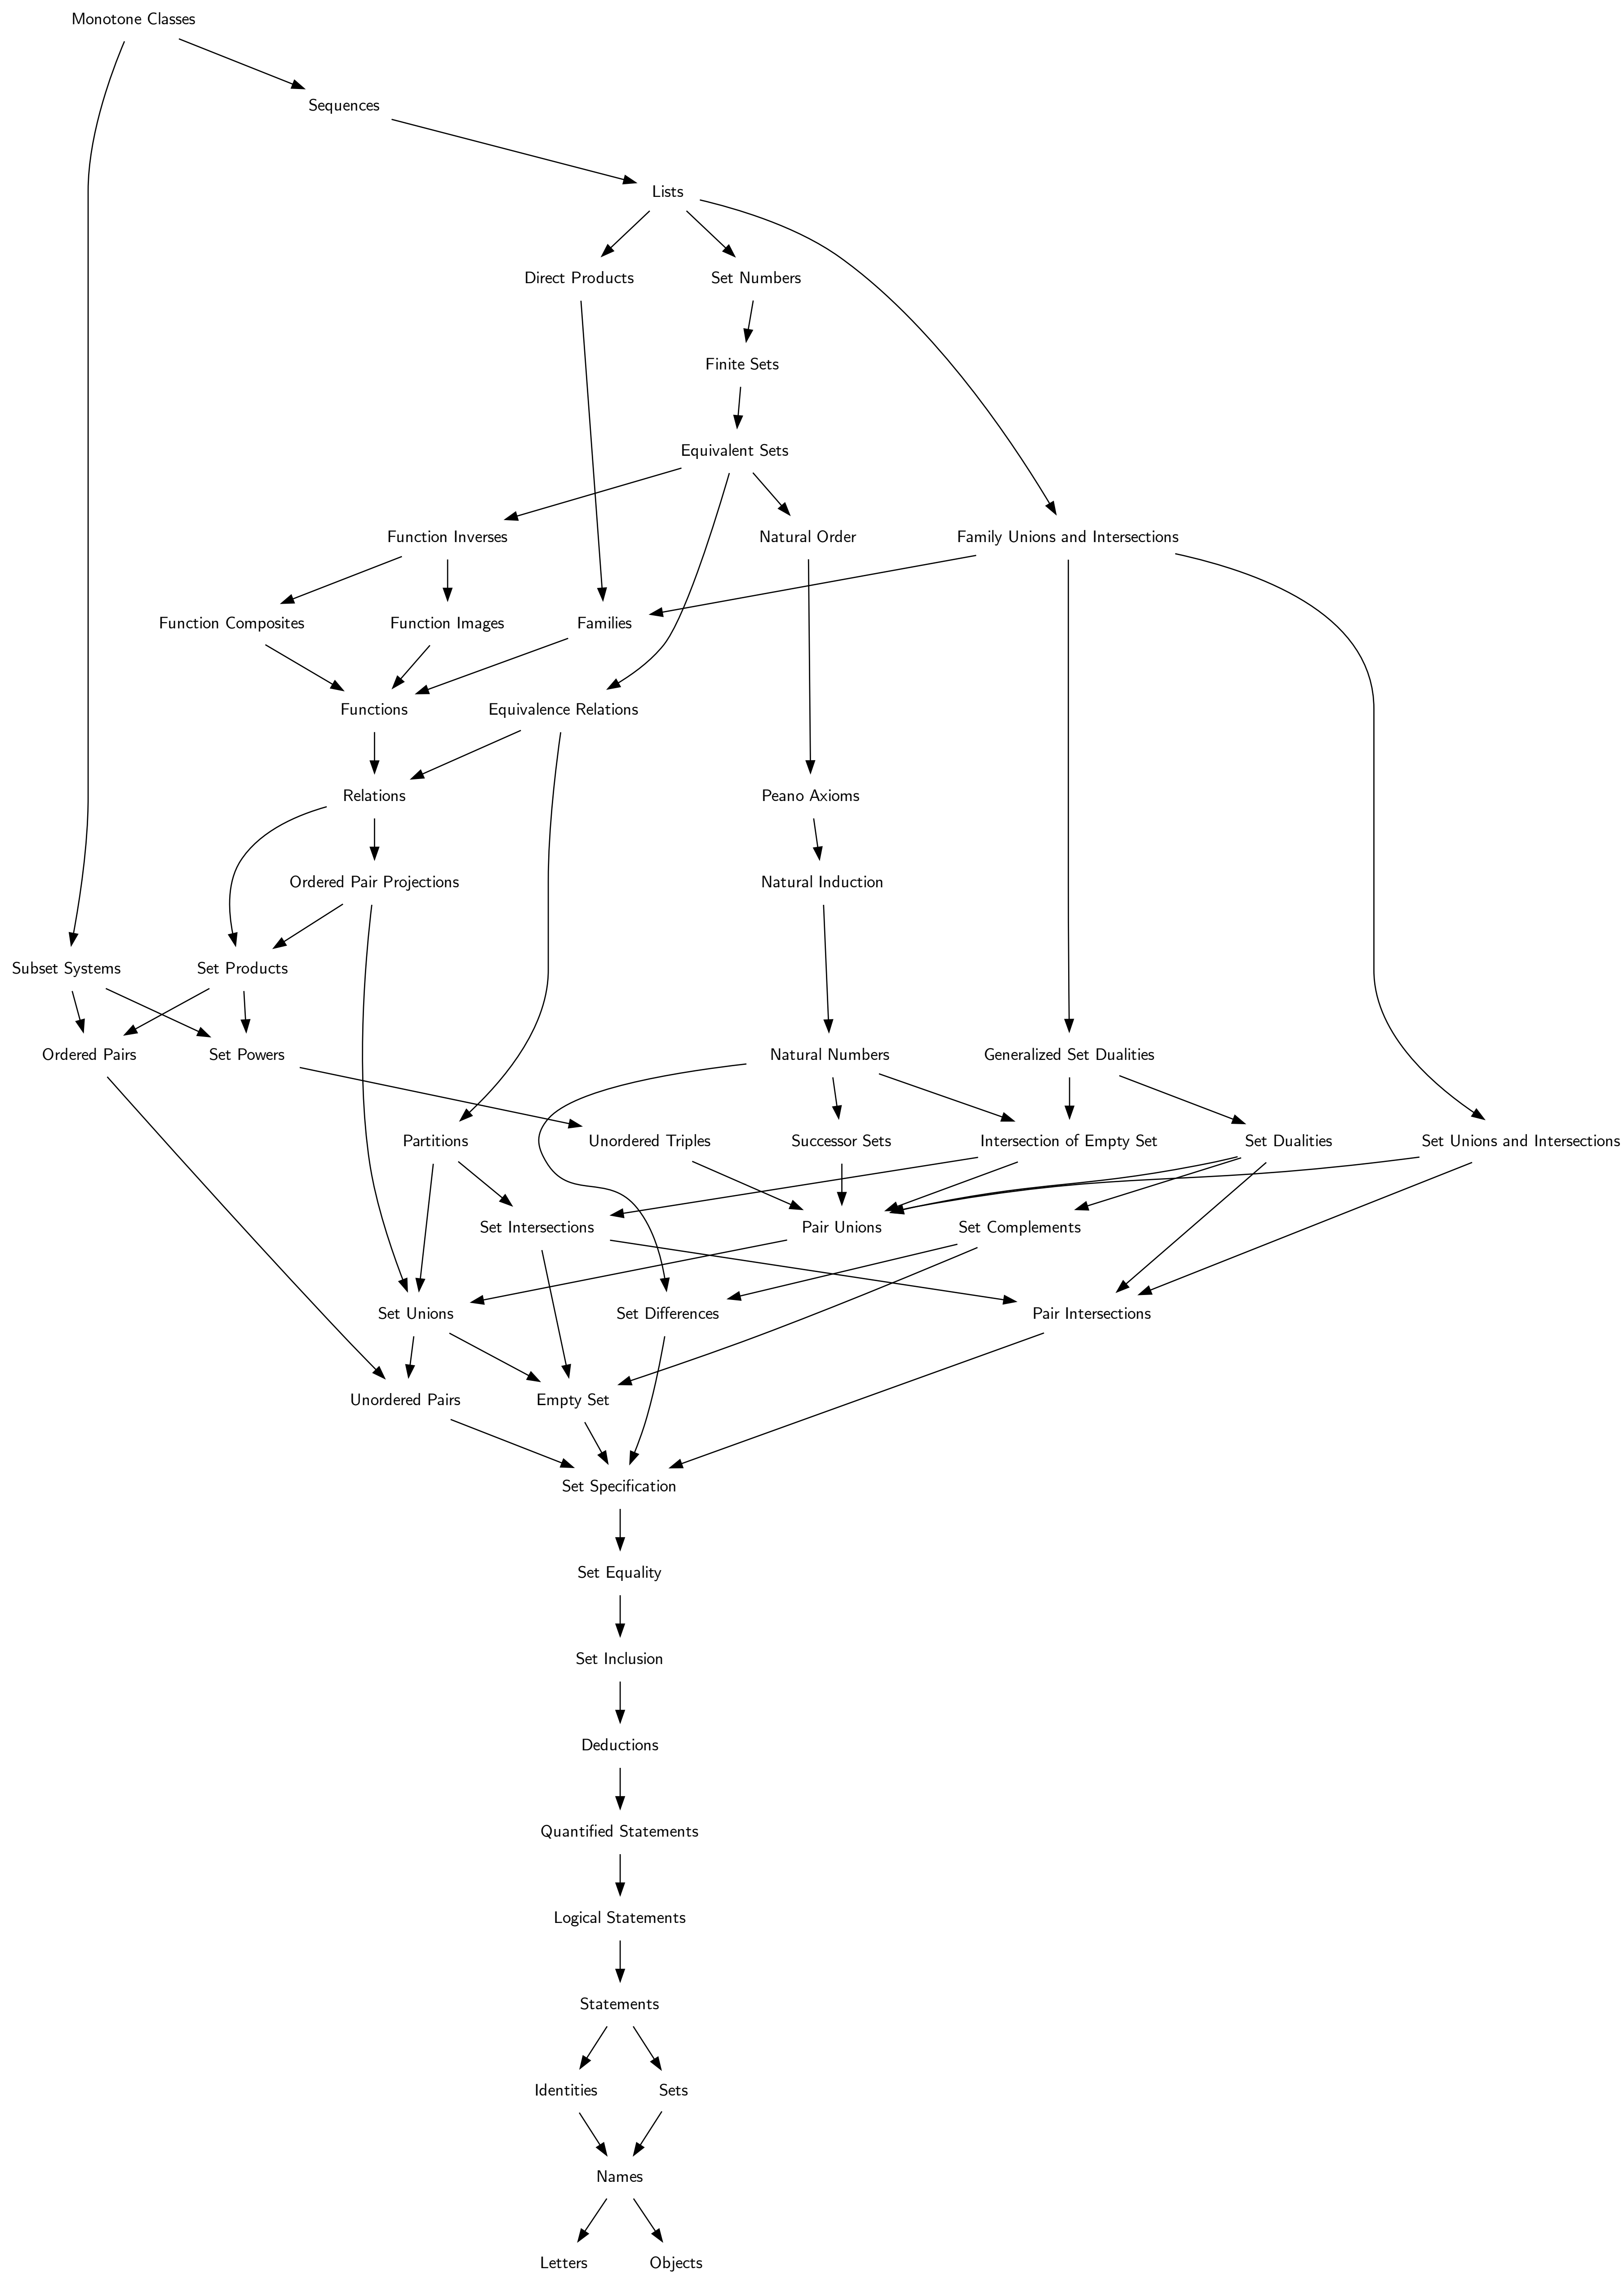 Monotone Classes
Sequences
Lists
Direct Products
Set Numbers
Finite Sets
Equivalent Sets
Function Inverses
Natural Order
Family Unions and Intersections
Function Composites
Function Images
Families
Functions
Equivalence Relations
Relations
Peano Axioms
Ordered Pair Projections
Natural Induction
Subset Systems
Set Products
Ordered Pairs
Set Powers
Natural Numbers
Generalized Set Dualities
Partitions
Unordered Triples
Successor Sets
Intersection of Empty Set
Set Dualities
Set Unions and Intersections
Set Intersections
Pair Unions
Set Complements
Set Unions
Set Differences
Pair Intersections
Unordered Pairs
Empty Set
Set Specification
Set Equality
Set Inclusion
Deductions
Quantified Statements
Logical Statements
Statements
Identities
Sets
Names
Letters
Objects